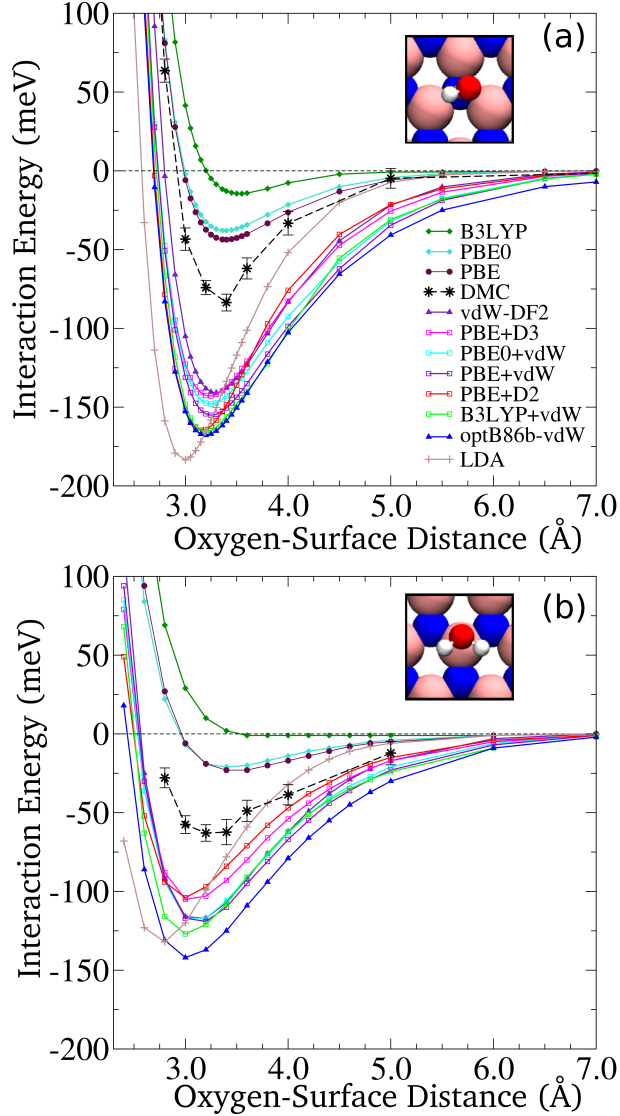 (a)
100
50
0
-50
-100
-150
-200
Interaction Energy (meV)
B3LYP
PBE0
PBE
DMC
vdW-DF2
PBE+D3
PBE0+vdW
PBE+vdW
PBE+D2
B3LYP+vdW
optB86b-vdW
LDA
3.0 4.0 5.0 6.0 7.0
Oxygen-Surface Distance (Å)
(b)
100
50
0
-50
-100
-150
-200
Interaction Energy (meV)
3.0 4.0 5.0 6.0 7.0
Oxygen-Surface Distance (Å)